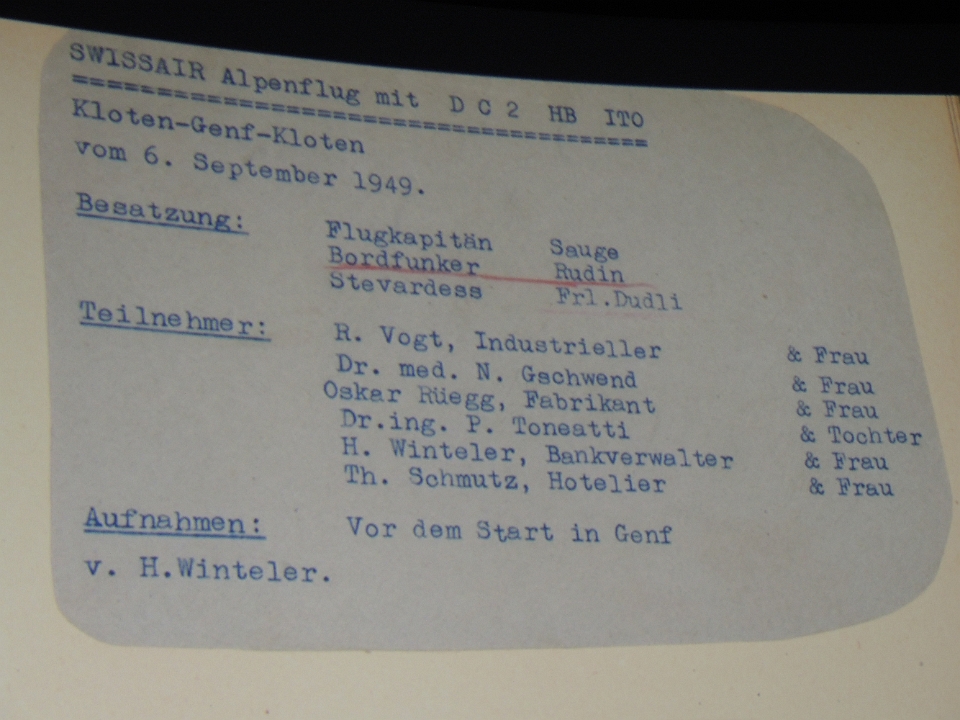 SWISSAIR Alpenflug mit D C 2 HB ITO
===================================
Kloten-Genf-Kloten
vom 6. September 1949.
Besatzung: Flugkapitän Sauge
Bordfunker Rudin
Stevardess Frl.Dudli
Teilnehmer: R. Vogt, Industrieller & Frau
Dr. med. N. Gschwend & Frau
Oskar Rüegg, Fabrikant & Frau
Dr.ing. P. Toneatti & Tochter
H. Winteler, Bankverwalter & Frau
Th. Schmutz, Hotelier & Frau
Aufnahmen: Vor dem Start in Genf
v. H.Winteler.